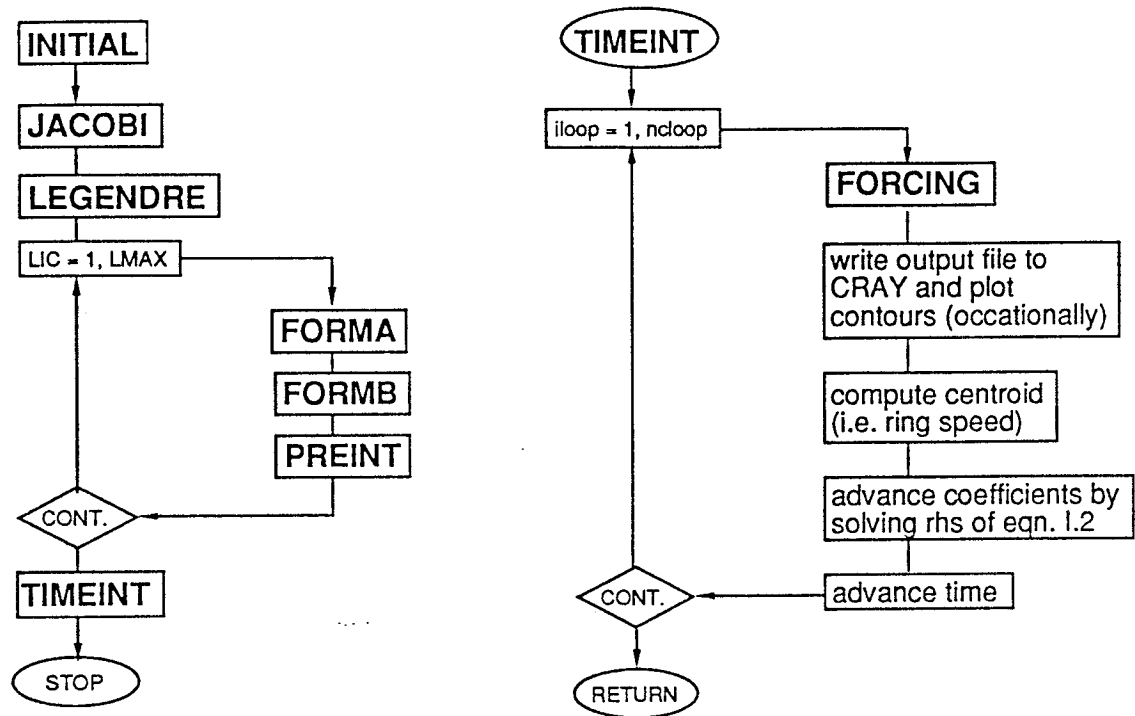 INITIAL
JACOBI
LEGENDRE
LIC = 1, LMAX
FORMA
FORMB
PREINT
CONT.
TIMEINT
STOP
TIMEINT
iloop = 1, ncloop
FORCING
write output file to
CRAY and plot
contours (occationally)
compute centroid
(i.e. ring speed)
advance coefficients by
solving rhs of eqn. I.2
advance time
CONT.
RETURN